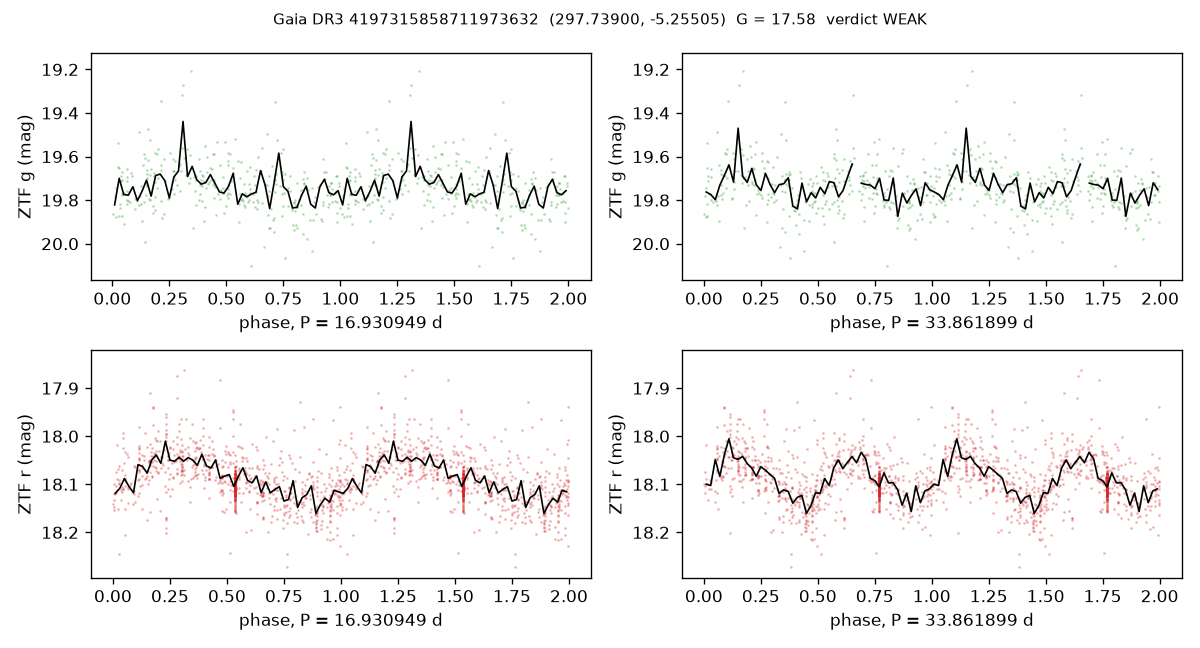 Gaia DR3 4197315858711973632 (297.73900, -5.25505) G = 17.58 verdict WEAK
ZTF g (mag)
19.2
19.4
19.6
19.8
20.0
0.00 0.25 0.50 0.75 1.00 1.25 1.50 1.75 2.00
phase, P = 16.930949 d
ZTF g (mag)
19.2
19.4
19.6
19.8
20.0
0.00 0.25 0.50 0.75 1.00 1.25 1.50 1.75 2.00
phase, P = 33.861899 d
ZTF r (mag)
17.9
18.0
18.1
18.2
0.00 0.25 0.50 0.75 1.00 1.25 1.50 1.75 2.00
phase, P = 16.930949 d
ZTF r (mag)
17.9
18.0
18.1
18.2
0.00 0.25 0.50 0.75 1.00 1.25 1.50 1.75 2.00
phase, P = 33.861899 d